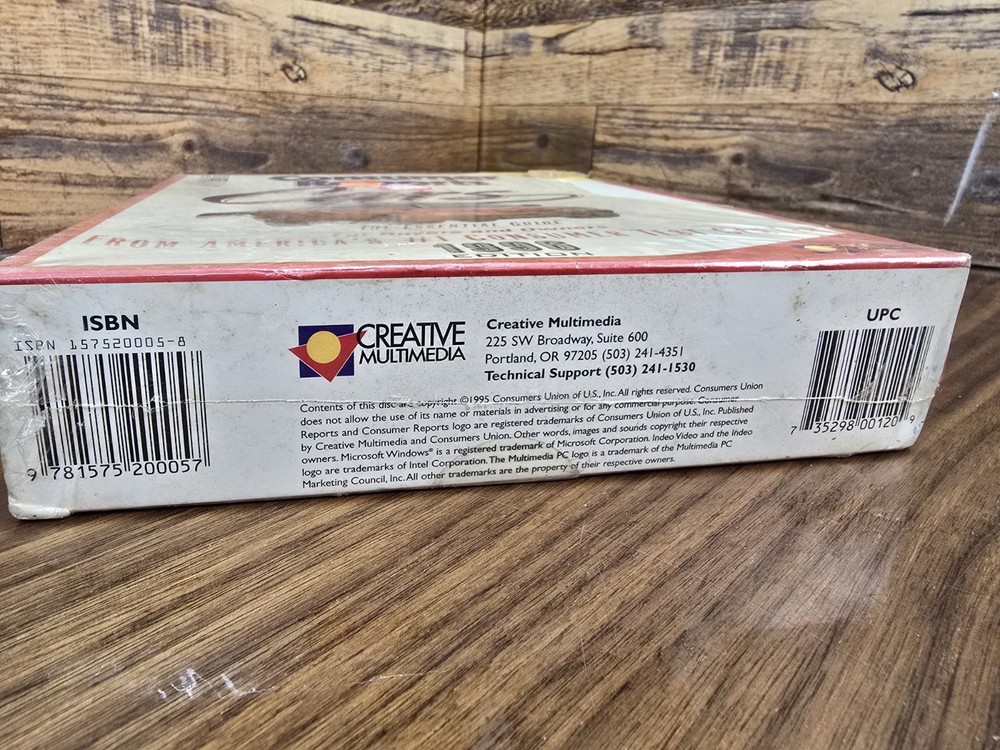 THE ESSENTIAL GUIDE
FROM AMERICA'S
CONSUMER
1996
EDITION
ISBN
ISBN 157520005-8
9 781575 200057
CREATIVE
MULTIMEDIA
Creative Multimedia
225 SW Broadway, Suite 600
Portland, OR 97205 (503) 241-4351
Technical Support (503) 241-1530
Contents of this disc are copyright ©1995 Consumers Union of U.S., Inc. All rights reserved. Consumers Union
does not allow the use of its name or materials in advertising or for any commercial purpose. Consumer
Reports and Consumer Reports logo are registered trademarks of Consumers Union of U.S., Inc. Published
by Creative Multimedia and Consumers Union. Other words, images and sounds copyright their respective
owners. Microsoft Windows® is a registered trademark of Microsoft Corporation. Indeo Video and the Indeo
logo are trademarks of Intel Corporation. The Multimedia PC logo is a trademark of the Multimedia PC
Marketing Council, Inc. All other trademarks are the property of their respective owners.
UPC
7 35298 00120 9